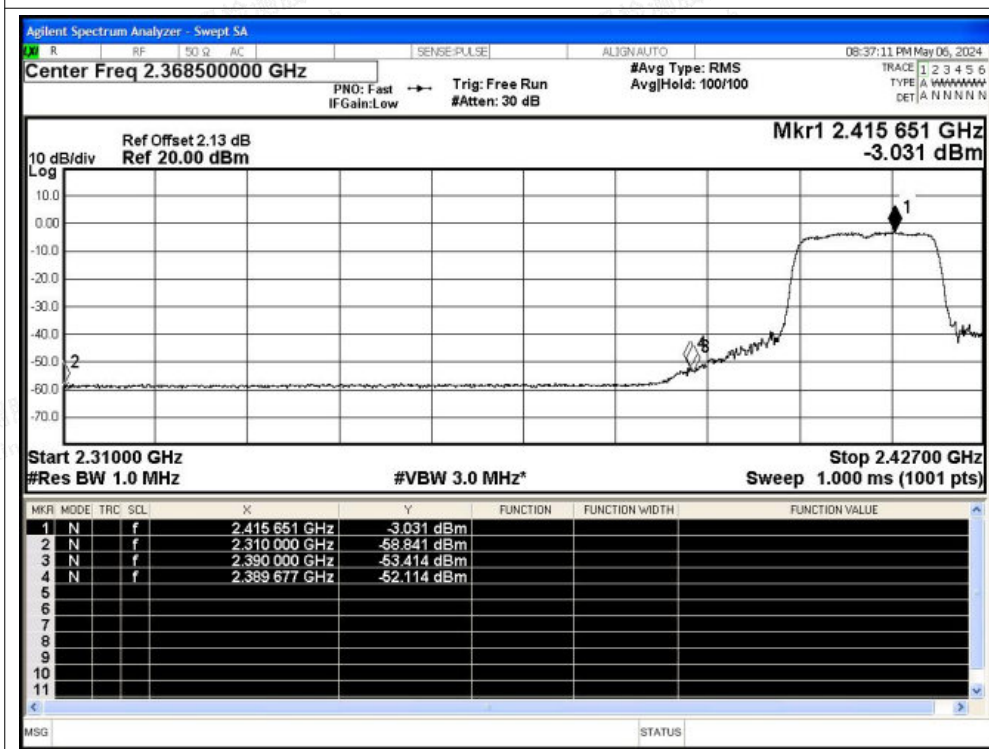 Agilent Spectrum Analyzer - Swept SA
R RF 50 Ω AC SENSE:PULSE ALIGN AUTO 08:37:11 PM May 06, 2024
Center Freq 2.368500000 GHz
PNO: Fast
IFGain:Low
Trig: Free Run
#Atten: 30 dB
#Avg Type: RMS
Avg|Hold: 100/100
TRACE 1 2 3 4 5 6
TYPE A WWWWW
DET A N N N N N
Ref Offset 2.13 dB
10 dB/div Ref 20.00 dBm
Log
Mkr1 2.415 651 GHz
-3.031 dBm
10.0
0.00
-10.0
-20.0
-30.0
-40.0
-50.0
-60.0
-70.0
1
2
4
3
Start 2.31000 GHz Stop 2.42700 GHz
#Res BW 1.0 MHz #VBW 3.0 MHz* Sweep 1.000 ms (1001 pts)
MKR MODE TRC SCL X Y FUNCTION FUNCTION WIDTH FUNCTION VALUE
1 N f 2.415 651 GHz -3.031 dBm
2 N f 2.310 000 GHz -58.841 dBm
3 N f 2.390 000 GHz -53.414 dBm
4 N f 2.389 677 GHz -52.114 dBm
5
6
7
8
9
10
11
MSG STATUS